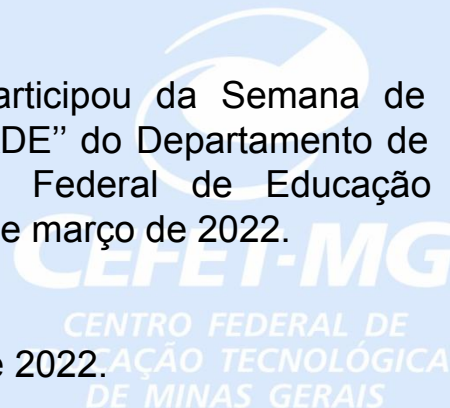 articipou da Semana de
DE’’ do Departamento de
Federal de Educação
e março de 2022.
CEFET-MG
CENTRO FEDERAL DE
e 2022.
EDUCAÇÃO TECNOLÓGICA
DE MINAS GERAIS